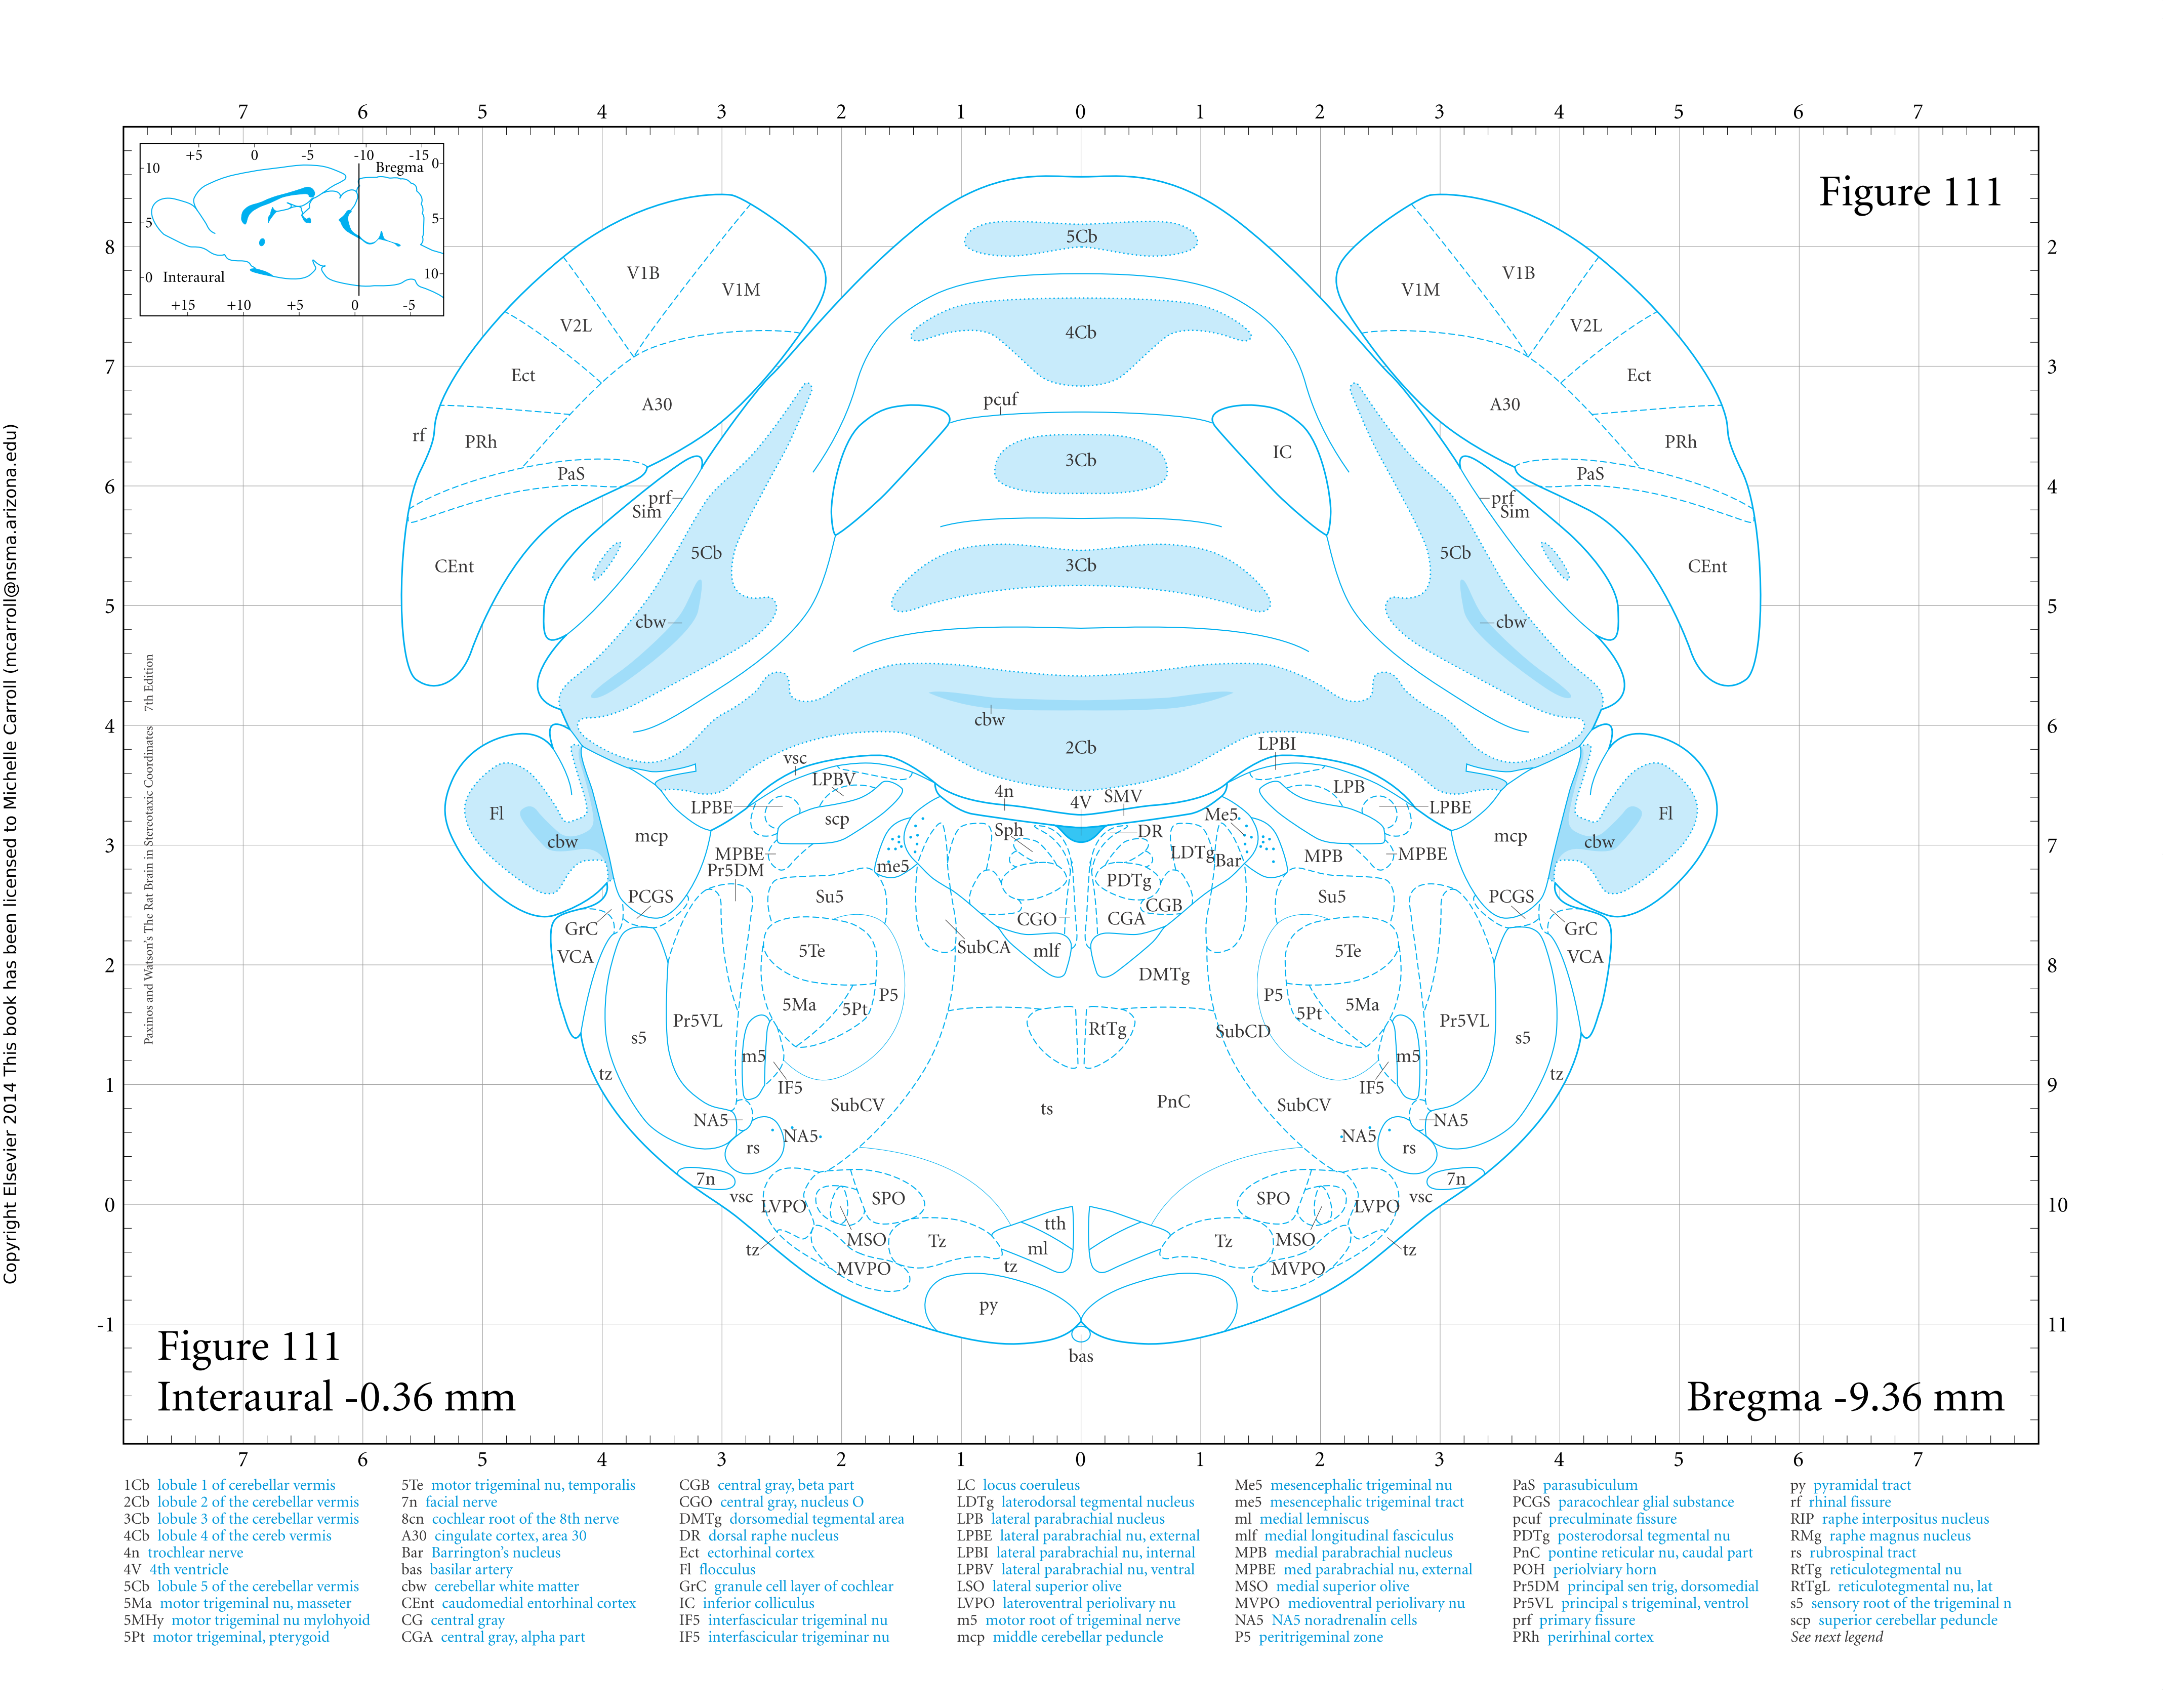 7 6 5 4 3 2 1 0 1 2 3 4 5 6 7
+5 0 -5 -10 -15
Bregma 0
10
5 5
0 Interaural 10
+15 +10 +5 0 -5
Figure 111
8 2
7 3
6 4
5 5
4 6
3 7
2 8
1 9
0 10
-1 11
5Cb
V1B V1B
V1M V1M
V2L 4Cb V2L
Ect Ect
pcuf
A30 A30
rf PRh PRh
IC
3Cb
PaS PaS
prf prf
Sim Sim
5Cb 5Cb
CEnt 3Cb CEnt
cbw cbw
cbw
2Cb
LPBI
vsc
LPBV LPB
4n 4V SMV
LPBE LPBE
Fl scp Me5 Fl
Sph DR
mcp mcp
cbw cbw
MPBE LDTg Bar MPB MPBE
me5
Pr5DM
PDTg
PCGS Su5 Su5 PCGS
CGB
CGO CGA
GrC GrC
SubCA mlf
5Te 5Te
VCA VCA
DMTg
P5 P5
5Ma 5Pt 5Pt 5Ma
Pr5VL Pr5VL
RtTg SubCD
s5 s5
m5 m5
tz tz
IF5 IF5
SubCV ts PnC SubCV
NA5 NA5
NA5 NA5
rs rs
7n 7n
vsc vsc
LVPO SPO SPO LVPO
tth
MSO Tz Tz MSO
tz ml tz
MVPO tz MVPO
py
bas
Figure 111
Interaural -0.36 mm
Bregma -9.36 mm
7 6 5 4 3 2 1 0 1 2 3 4 5 6 7
Copyright Elsevier 2014 This book has been licensed to Michelle Carroll (mcarroll@nsma.arizona.edu)
Paxinos and Watson's The Rat Brain in Stereotaxic Coordinates 7th Edition
1Cb lobule 1 of cerebellar vermis
2Cb lobule 2 of the cerebellar vermis
3Cb lobule 3 of the cerebellar vermis
4Cb lobule 4 of the cereb vermis
4n trochlear nerve
4V 4th ventricle
5Cb lobule 5 of the cerebellar vermis
5Ma motor trigeminal nu, masseter
5MHy motor trigeminal nu mylohyoid
5Pt motor trigeminal, pterygoid
5Te motor trigeminal nu, temporalis
7n facial nerve
8cn cochlear root of the 8th nerve
A30 cingulate cortex, area 30
Bar Barrington's nucleus
bas basilar artery
cbw cerebellar white matter
CEnt caudomedial entorhinal cortex
CG central gray
CGA central gray, alpha part
CGB central gray, beta part
CGO central gray, nucleus O
DMTg dorsomedial tegmental area
DR dorsal raphe nucleus
Ect ectorhinal cortex
Fl flocculus
GrC granule cell layer of cochlear
IC inferior colliculus
IF5 interfascicular trigeminal nu
IF5 interfascicular trigeminar nu
LC locus coeruleus
LDTg laterodorsal tegmental nucleus
LPB lateral parabrachial nucleus
LPBE lateral parabrachial nu, external
LPBI lateral parabrachial nu, internal
LPBV lateral parabrachial nu, ventral
LSO lateral superior olive
LVPO lateroventral periolivary nu
m5 motor root of trigeminal nerve
mcp middle cerebellar peduncle
Me5 mesencephalic trigeminal nu
me5 mesencephalic trigeminal tract
ml medial lemniscus
mlf medial longitudinal fasciculus
MPB medial parabrachial nucleus
MPBE med parabrachial nu, external
MSO medial superior olive
MVPO medioventral periolivary nu
NA5 NA5 noradrenalin cells
P5 peritrigeminal zone
PaS parasubiculum
PCGS paracochlear glial substance
pcuf preculminate fissure
PDTg posterodorsal tegmental nu
PnC pontine reticular nu, caudal part
POH periolviary horn
Pr5DM principal sen trig, dorsomedial
Pr5VL principal s trigeminal, ventrol
prf primary fissure
PRh perirhinal cortex
py pyramidal tract
rf rhinal fissure
RIP raphe interpositus nucleus
RMg raphe magnus nucleus
rs rubrospinal tract
RtTg reticulotegmental nu
RtTgL reticulotegmental nu, lat
s5 sensory root of the trigeminal n
scp superior cerebellar peduncle
See next legend